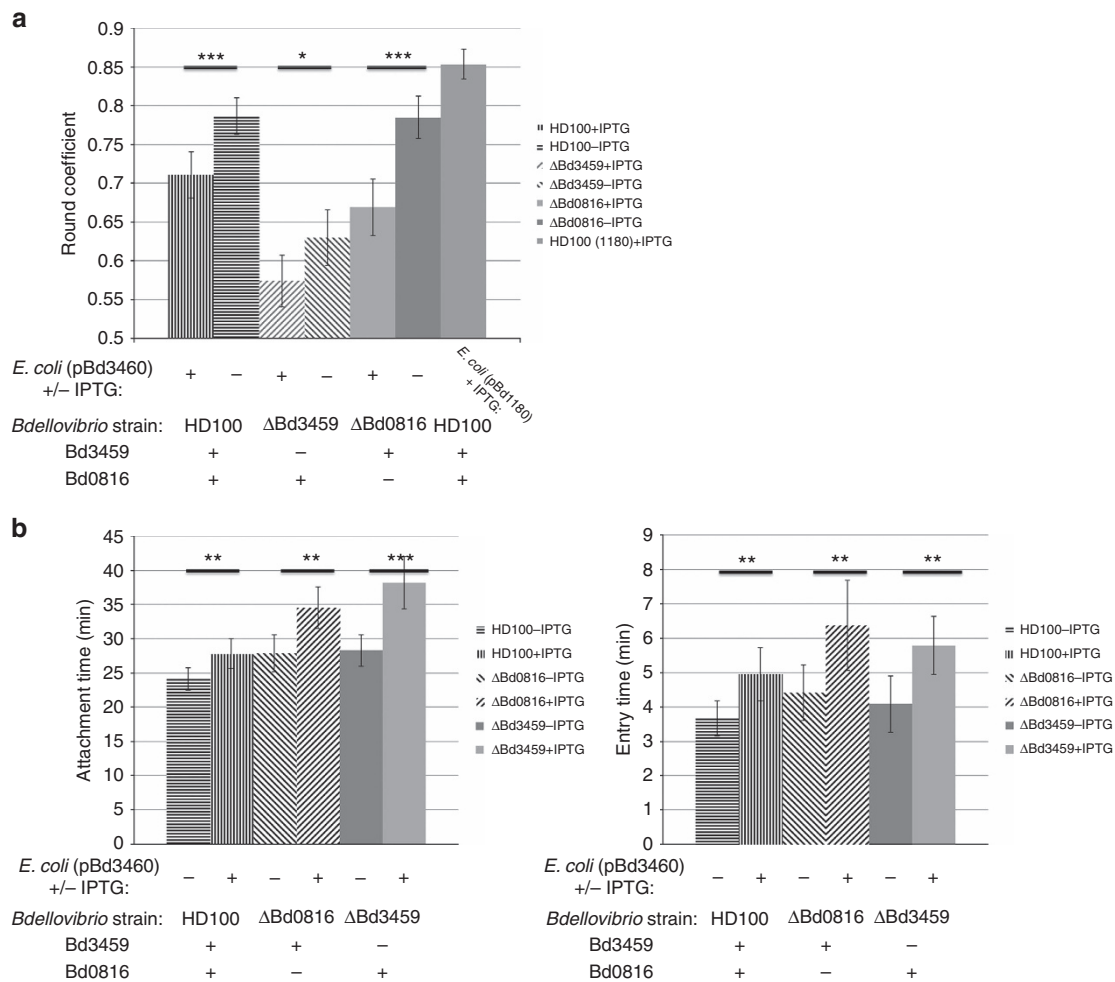 a
0.9
0.85
0.8
0.75
0.7
0.65
0.6
0.55
0.5
Round coefficient
*** * ***
HD100+IPTG
HD100–IPTG
ΔBd3459+IPTG
ΔBd3459–IPTG
ΔBd0816+IPTG
ΔBd0816–IPTG
HD100 (1180)+IPTG
E. coli (pBd3460)
+/– IPTG:
+ – + – + –
E. coli (pBd1180)
+ IPTG:
Bdellovibrio strain: HD100 ΔBd3459 ΔBd0816 HD100
Bd3459 + – + +
Bd0816 + + – +
b
45
40
35
30
25
20
15
10
5
0
Attachment time (min)
** ** ***
HD100–IPTG
HD100+IPTG
ΔBd0816–IPTG
ΔBd0816+IPTG
ΔBd3459–IPTG
ΔBd3459+IPTG
E. coli (pBd3460)
+/– IPTG:
– + – + – +
Bdellovibrio strain: HD100 ΔBd0816 ΔBd3459
Bd3459 + + –
Bd0816 + – +
9
8
7
6
5
4
3
2
1
0
Entry time (min)
** ** **
HD100–IPTG
HD100+IPTG
ΔBd0816–IPTG
ΔBd0816+IPTG
ΔBd3459–IPTG
ΔBd3459+IPTG
E. coli (pBd3460)
+/– IPTG:
– + – + – +
Bdellovibrio strain: HD100 ΔBd0816 ΔBd3459
Bd3459 + + –
Bd0816 + – +